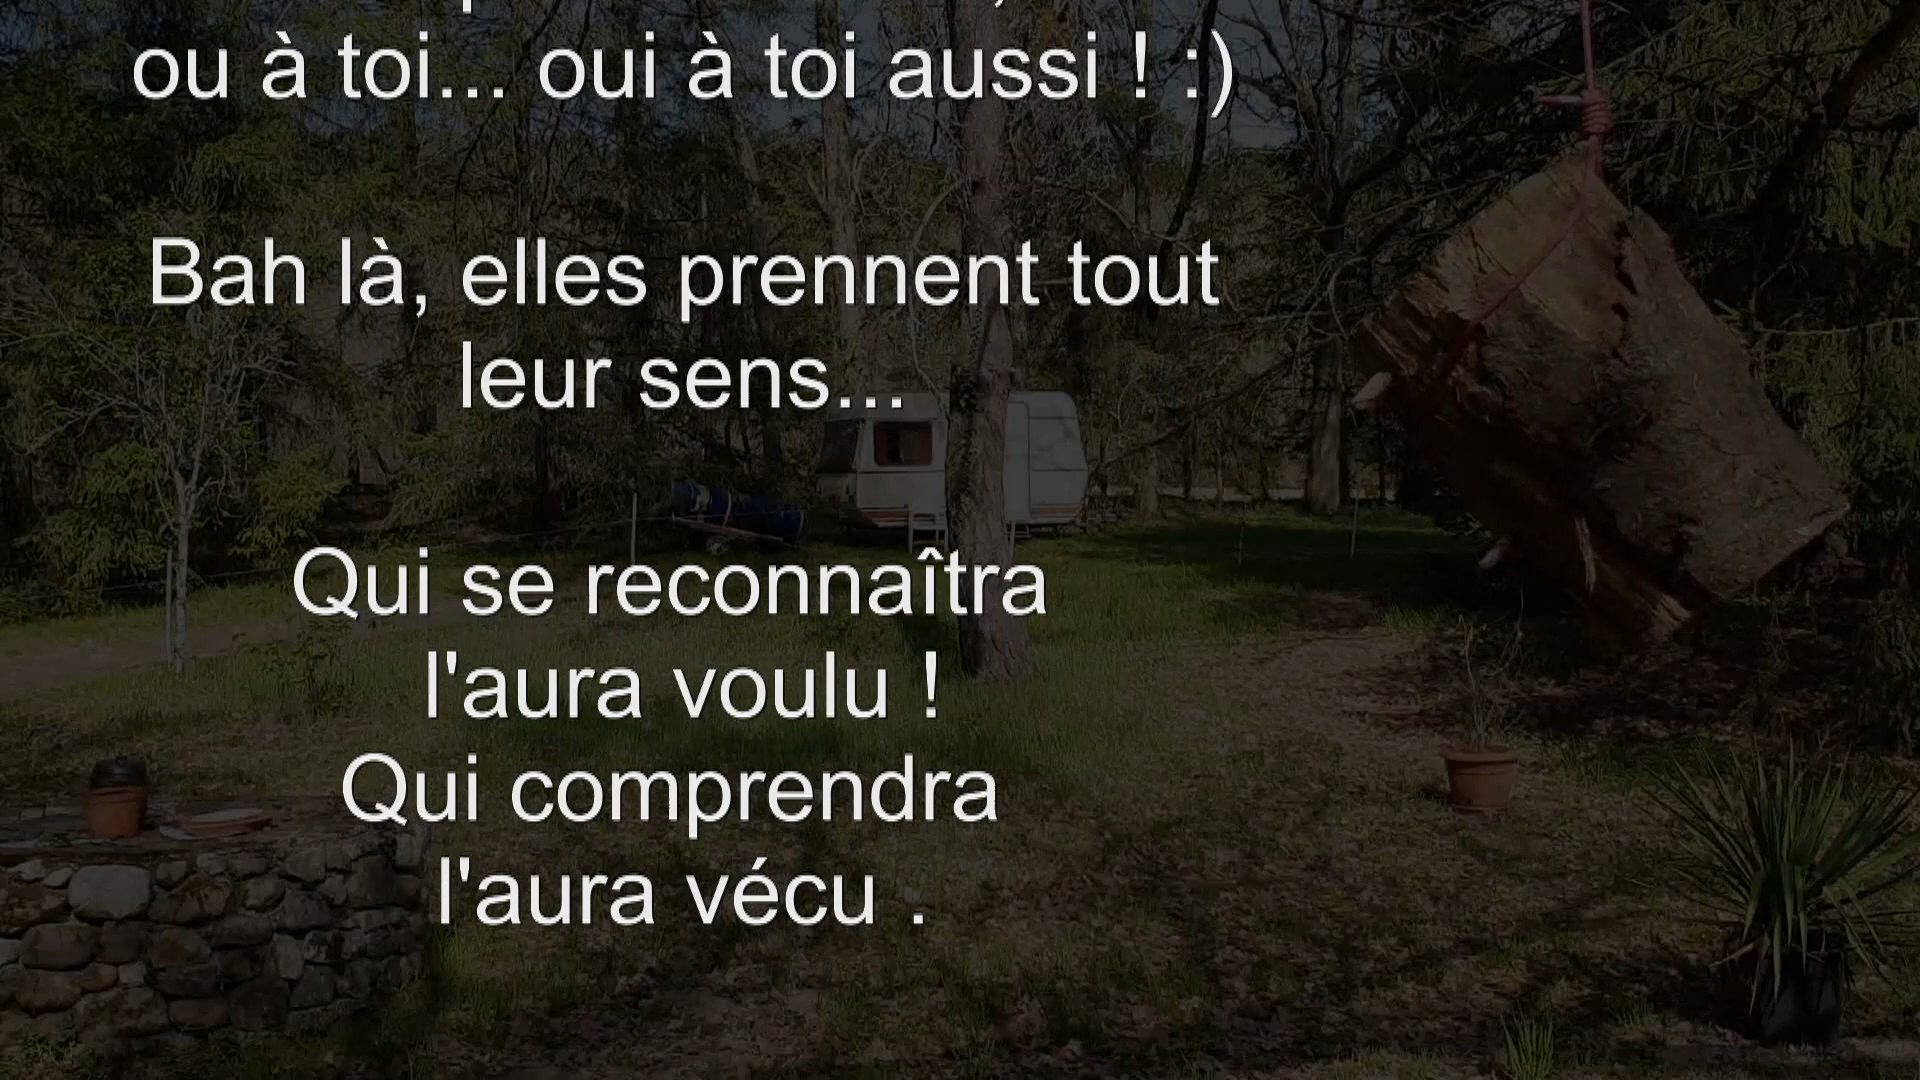 ou à toi... oui à toi aussi ! :)
Bah là, elles prennent tout
leur sens...
Qui se reconnaîtra
l'aura voulu !
Qui comprendra
l'aura vécu .